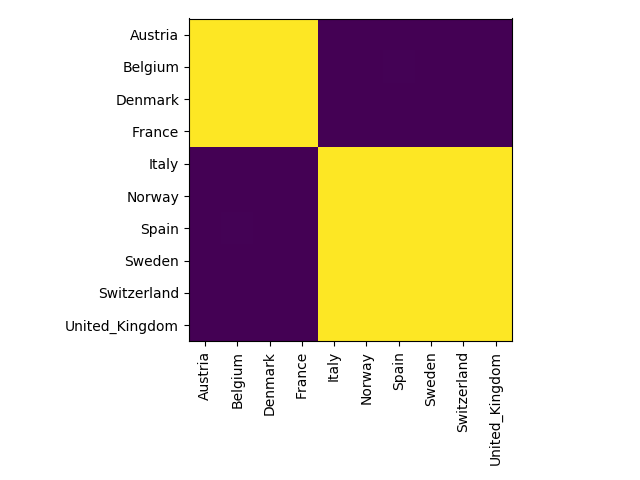 Austria
Belgium
Denmark
France
Italy
Norway
Spain
Sweden
Switzerland
United_Kingdom
Austria
Belgium
Denmark
France
Italy
Norway
Spain
Sweden
Switzerland
United_Kingdom